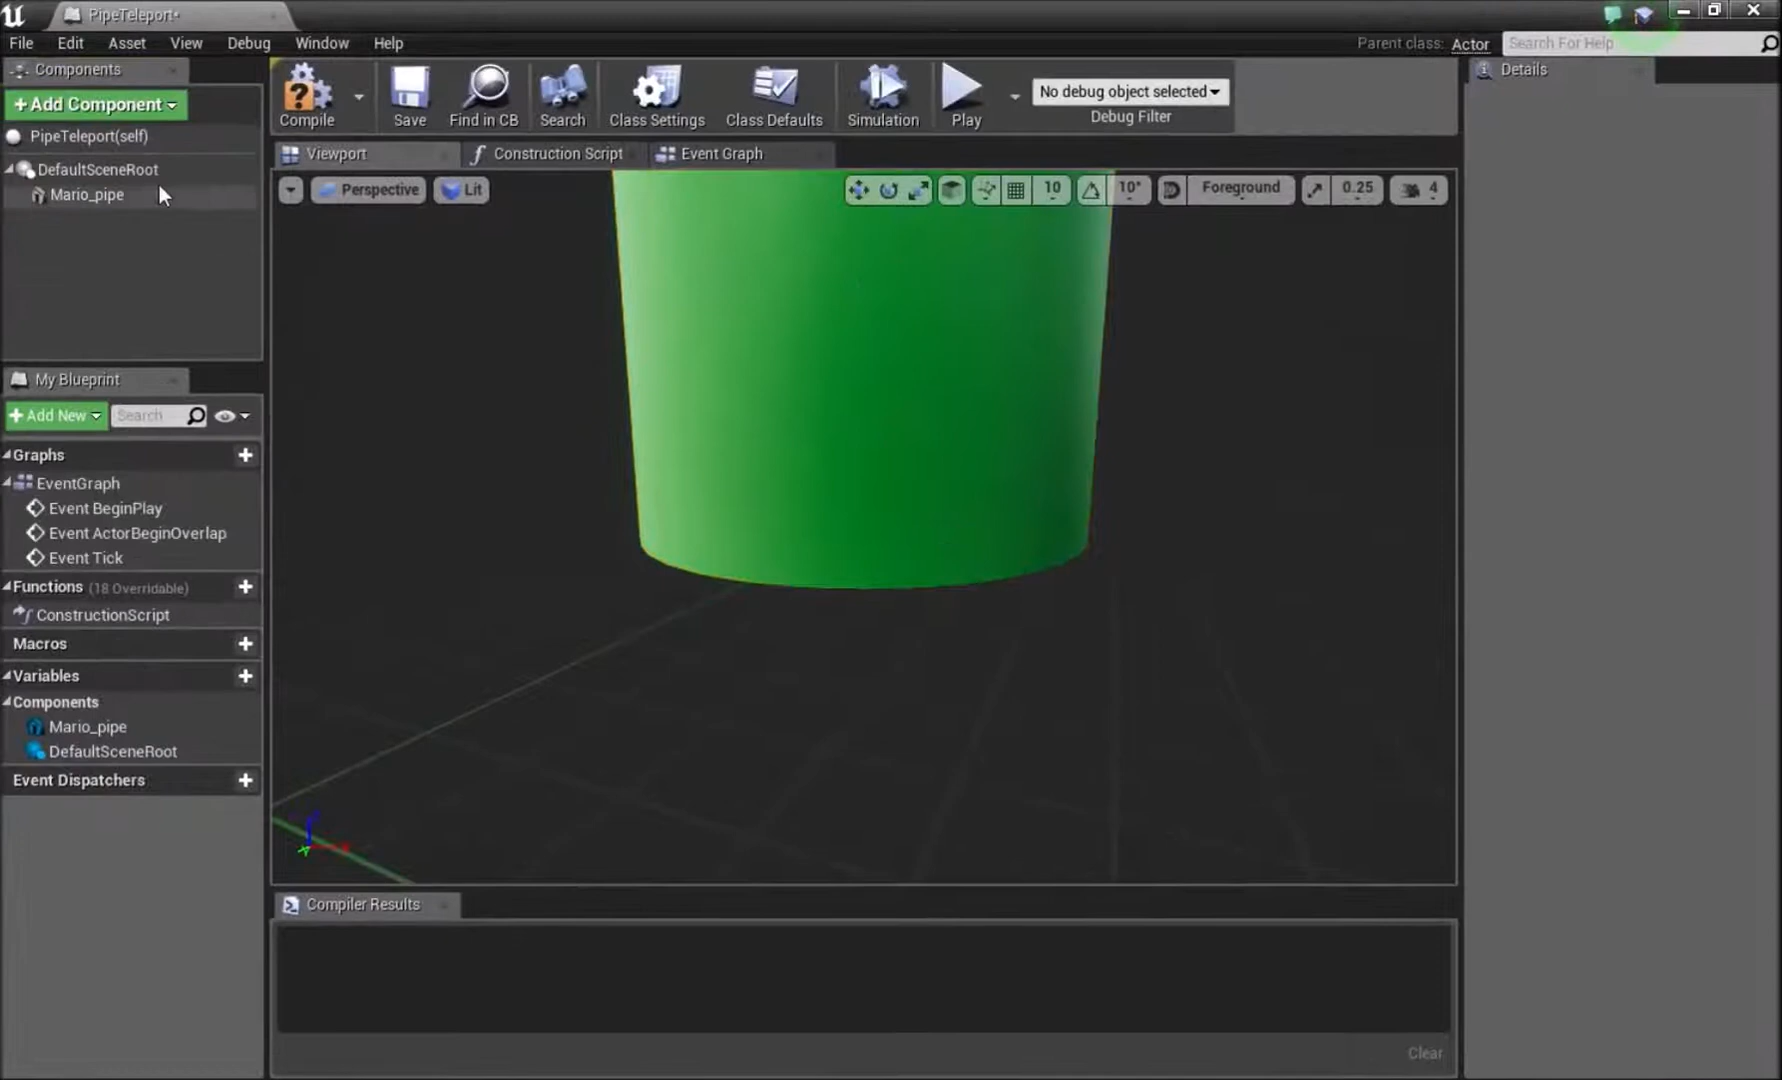 PipeTeleport*
File Edit Asset View Debug Window Help
Parent class: Actor
Search For Help
Components
+Add Component
PipeTeleport(self)
DefaultSceneRoot
Mario_pipe
Compile
Save
Find in CB
Search
Class Settings
Class Defaults
Simulation
Play
No debug object selected
Debug Filter
Details
Viewport
Construction Script
Event Graph
Perspective
Lit
10
10°
Foreground
0.25
4
My Blueprint
+Add New
Search
Graphs
EventGraph
Event BeginPlay
Event ActorBeginOverlap
Event Tick
Functions (18 Overridable)
ConstructionScript
Macros
Variables
Components
Mario_pipe
DefaultSceneRoot
Event Dispatchers
Compiler Results
Clear